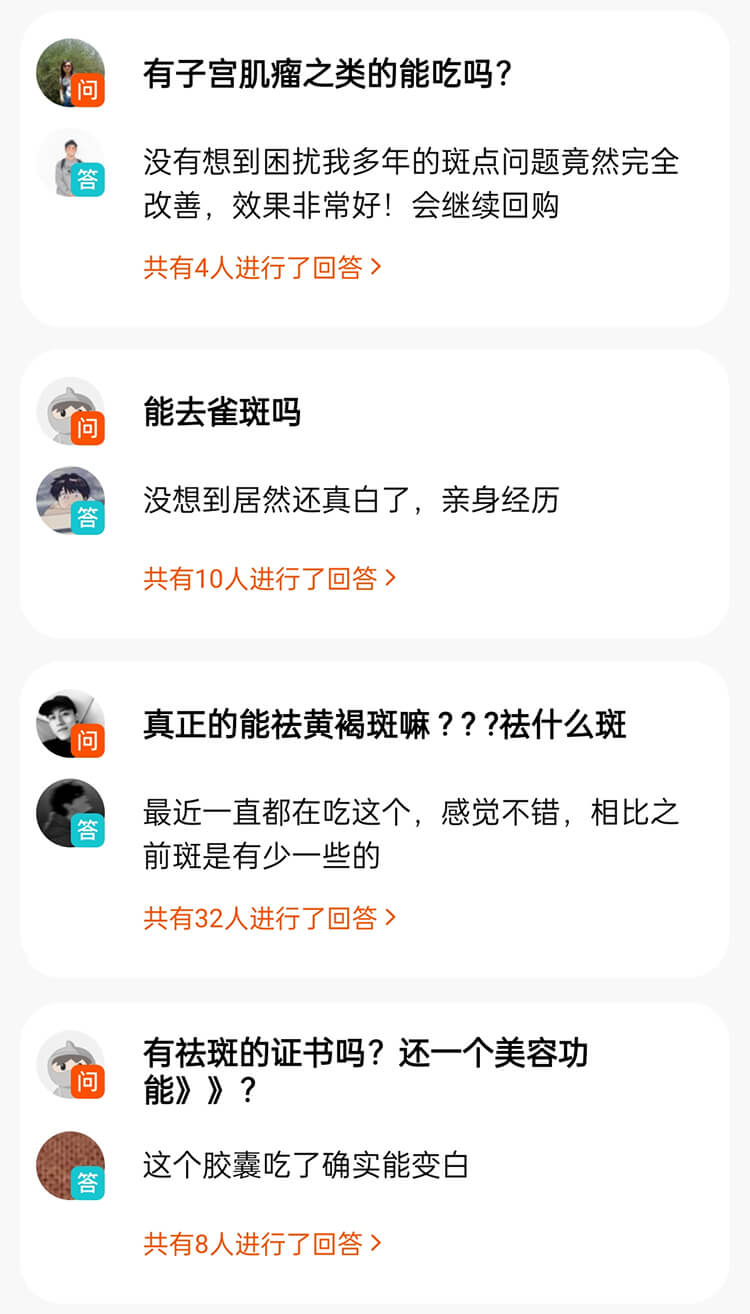 有子宫肌瘤之类的能吃吗?
问
答
没有想到困扰我多年的斑点问题竟然完全
改善，效果非常好！会继续回购
共有4人进行了回答 >
能去雀斑吗
问
答
没想到居然还真白了，亲身经历
共有10人进行了回答 >
真正的能祛黄褐斑嘛 ? ? ?祛什么斑
问
答
最近一直都在吃这个，感觉不错，相比之
前斑是有少一些的
共有32人进行了回答 >
有祛斑的证书吗？还一个美容功
能》》？
问
答
这个胶囊吃了确实能变白
共有8人进行了回答 >